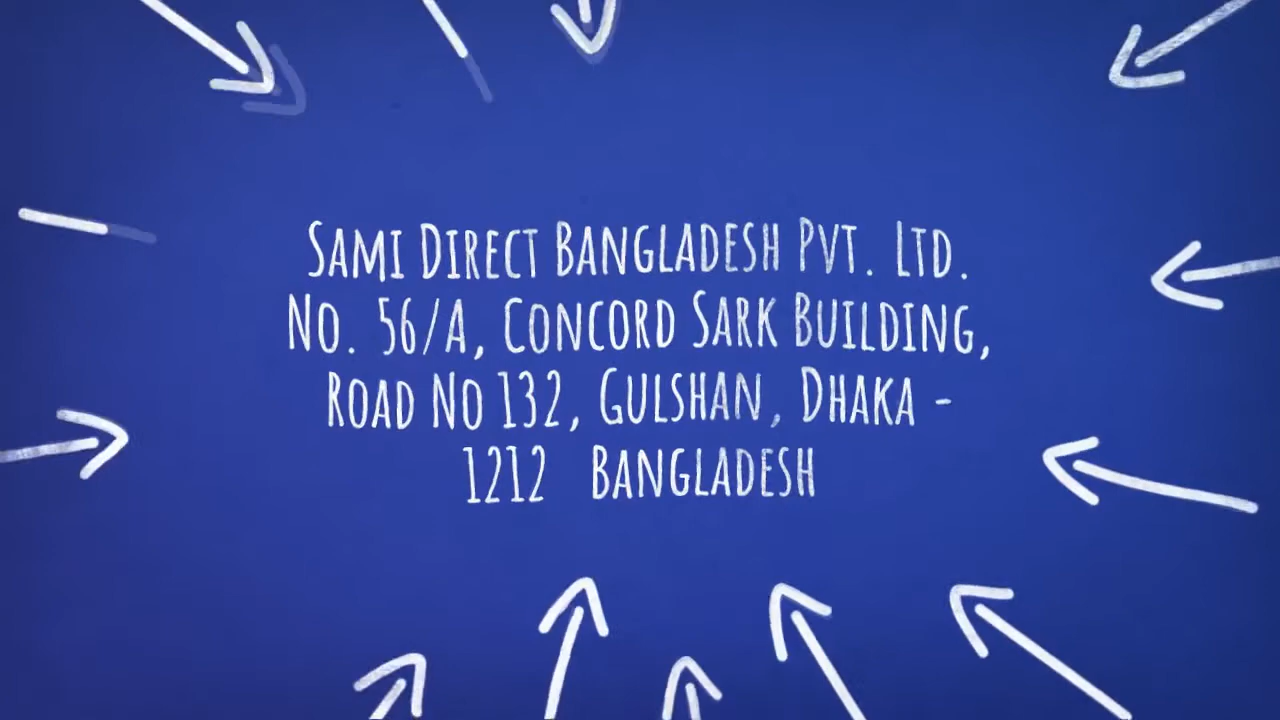 Sami Direct Bangladesh Pvt. Ltd.
No. 56/A, Concord Sark Building,
Road No 132, Gulshan, Dhaka -
1212 Bangladesh